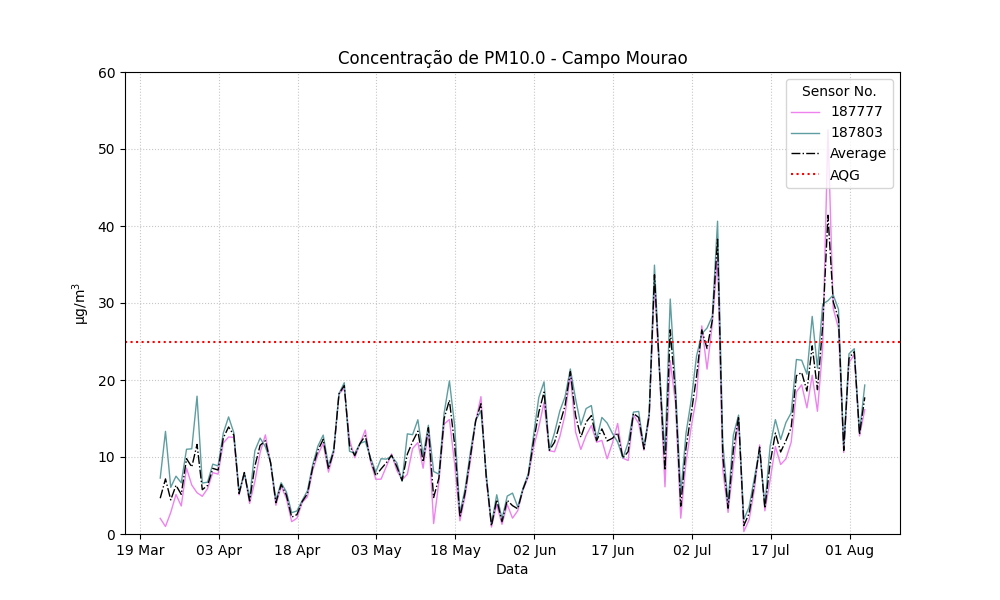 Concentração de PM10.0 - Campo Mourao
Sensor No.
187777
187803
Average
AQG
60
50
40
30
20
10
0
µg/m³
19 Mar 03 Apr 18 Apr 03 May 18 May 02 Jun 17 Jun 02 Jul 17 Jul 01 Aug
Data